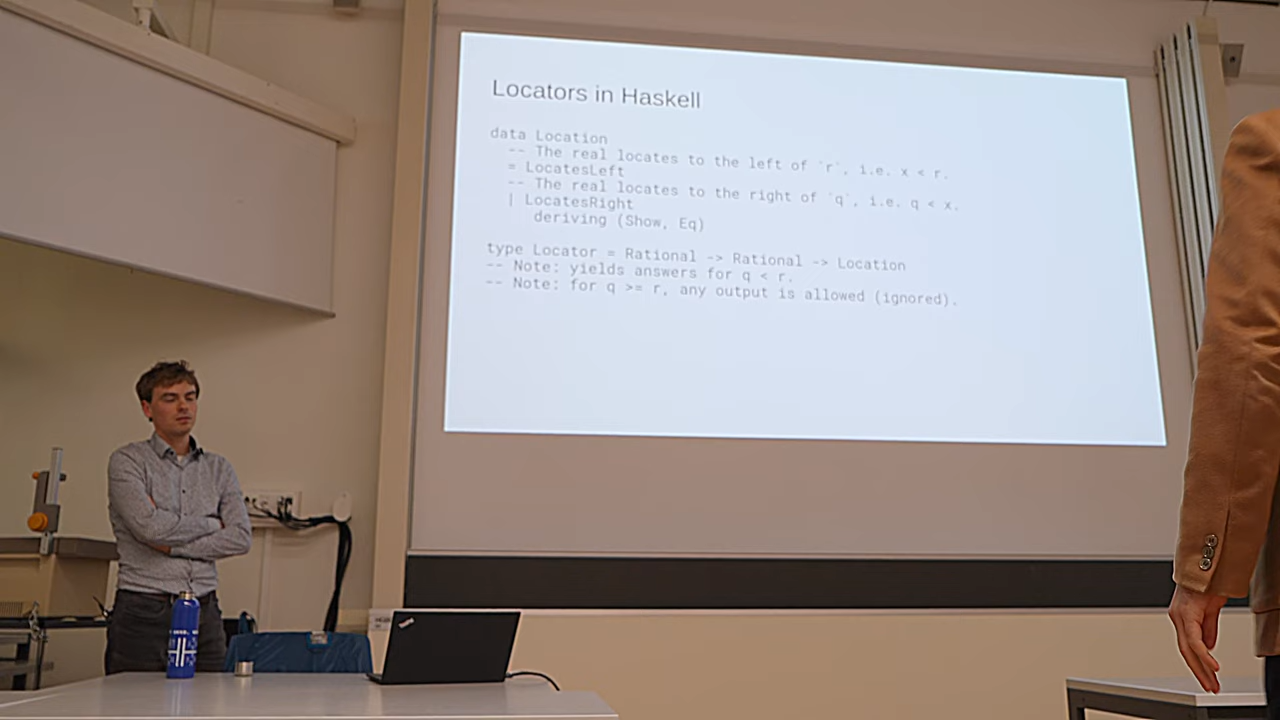 Locators in Haskell
data Location
-- The real locates to the left of `r`, i.e. x < r.
= LocatesLeft
-- The real locates to the right of `q`, i.e. q < x.
| LocatesRight
deriving (Show, Eq)
type Locator = Rational -> Rational -> Location
-- Note: yields answers for q < r.
-- Note: for q >= r, any output is allowed (ignored).